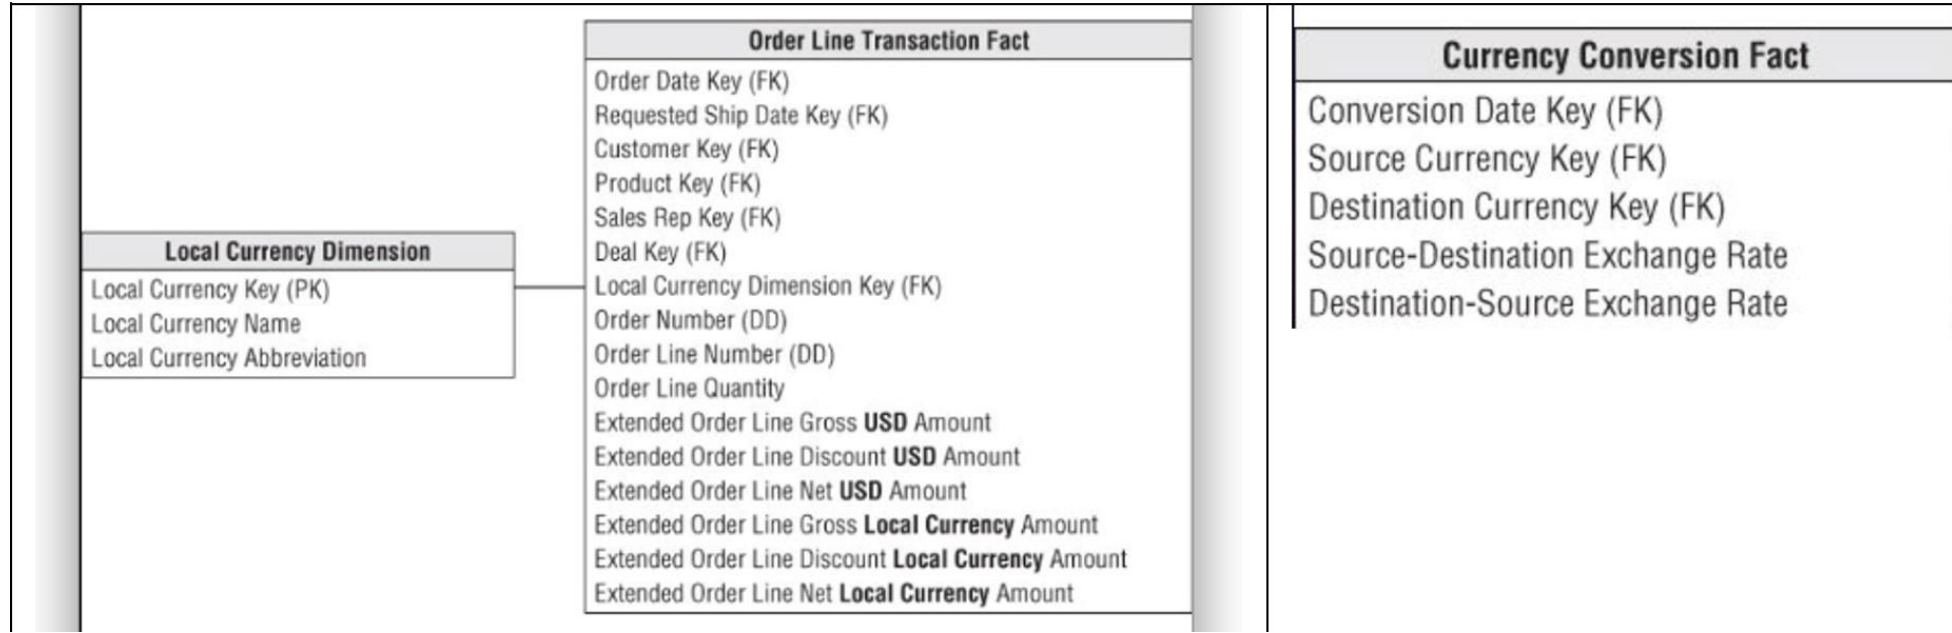 Local Currency Dimension
Local Currency Key (PK)
Local Currency Name
Local Currency Abbreviation
Order Line Transaction Fact
Order Date Key (FK)
Requested Ship Date Key (FK)
Customer Key (FK)
Product Key (FK)
Sales Rep Key (FK)
Deal Key (FK)
Local Currency Dimension Key (FK)
Order Number (DD)
Order Line Number (DD)
Order Line Quantity
Extended Order Line Gross USD Amount
Extended Order Line Discount USD Amount
Extended Order Line Net USD Amount
Extended Order Line Gross Local Currency Amount
Extended Order Line Discount Local Currency Amount
Extended Order Line Net Local Currency Amount
Currency Conversion Fact
Conversion Date Key (FK)
Source Currency Key (FK)
Destination Currency Key (FK)
Source-Destination Exchange Rate
Destination-Source Exchange Rate